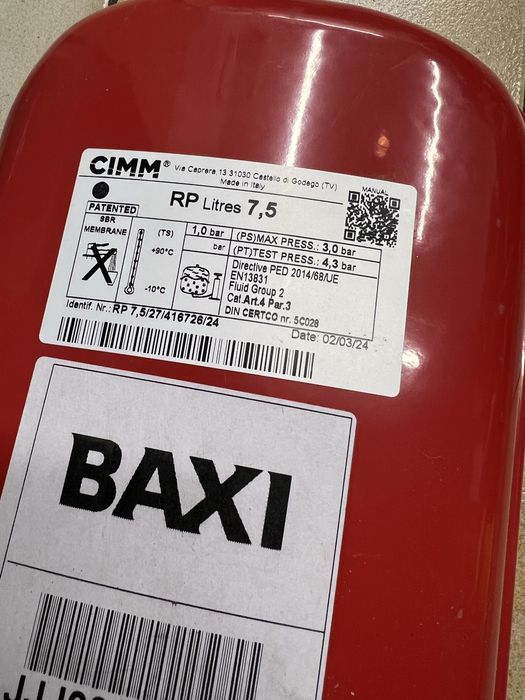 CIMM® Via Caprera,13 31030 Castello di Godego (TV)
Made in Italy
RP Litres 7,5
MANUAL
PATENTED
SBR
MEMBRANE
(TS)
+90°C
-10°C
1,0 bar
bar
(PS)MAX PRESS.: 3,0 bar
(PT)TEST PRESS.: 4,3 bar
Directive PED 2014/68/UE
EN13831
Fluid Group 2
Cat.Art.4 Par.3
DIN CERTCO nr. 5C028
Identif. Nr.: RP 7,5/27/416726/24
Date: 02/03/24
BAXI